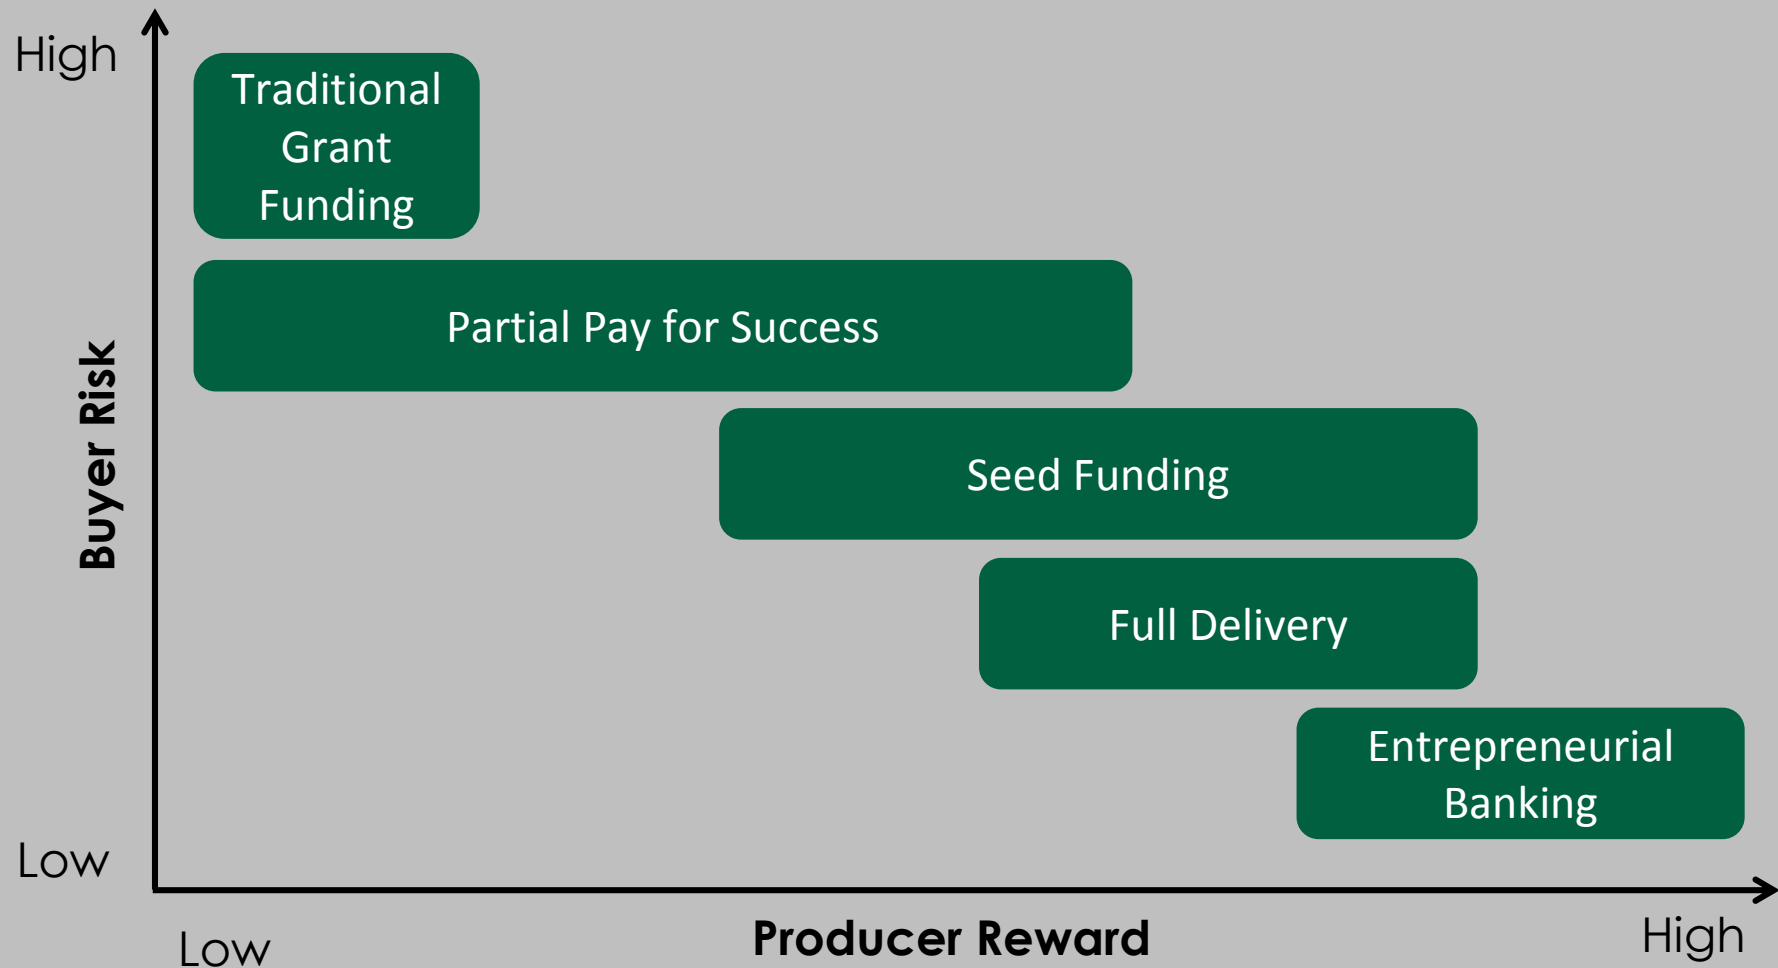 High
Traditional
Grant
Funding
Partial Pay for Success
Buyer Risk
Seed Funding
Full Delivery
Entrepreneurial
Banking
Low
Low
Producer Reward
High